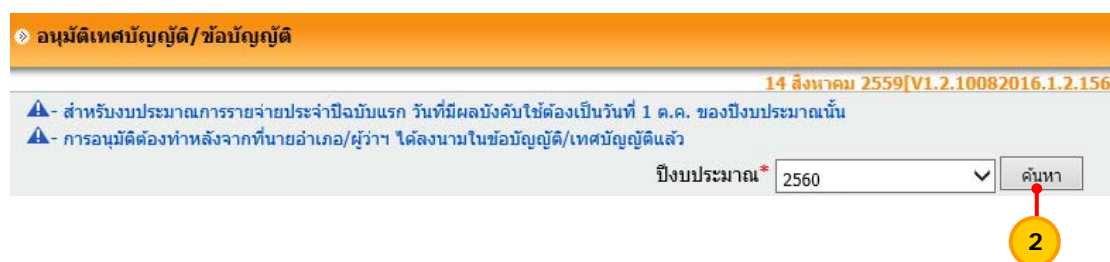 อนุมัติเทศบัญญัติ/ข้อบัญญัติ
14 สิงหาคม 2559[V1.2.10082016.1.2.156
- สำหรับงบประมาณการรายจ่ายประจำปีฉบับแรก วันที่มีผลบังคับใช้ต้องเป็นวันที่ 1 ต.ค. ของปีงบประมาณนั้น
- การอนุมัติต้องทำหลังจากที่นายอำเภอ/ผู้ว่าฯ ได้ลงนามในข้อบัญญัติ/เทศบัญญัติแล้ว
ปีงบประมาณ* 2560 ค้นหา
2